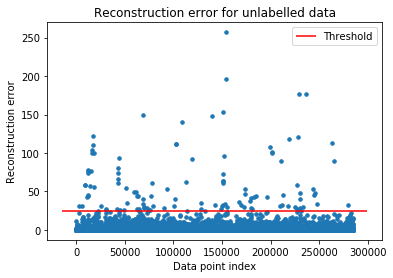 Reconstruction error for unlabelled data
Threshold
Reconstruction error
250
200
150
100
50
0
0 50000 100000 150000 200000 250000 300000
Data point index